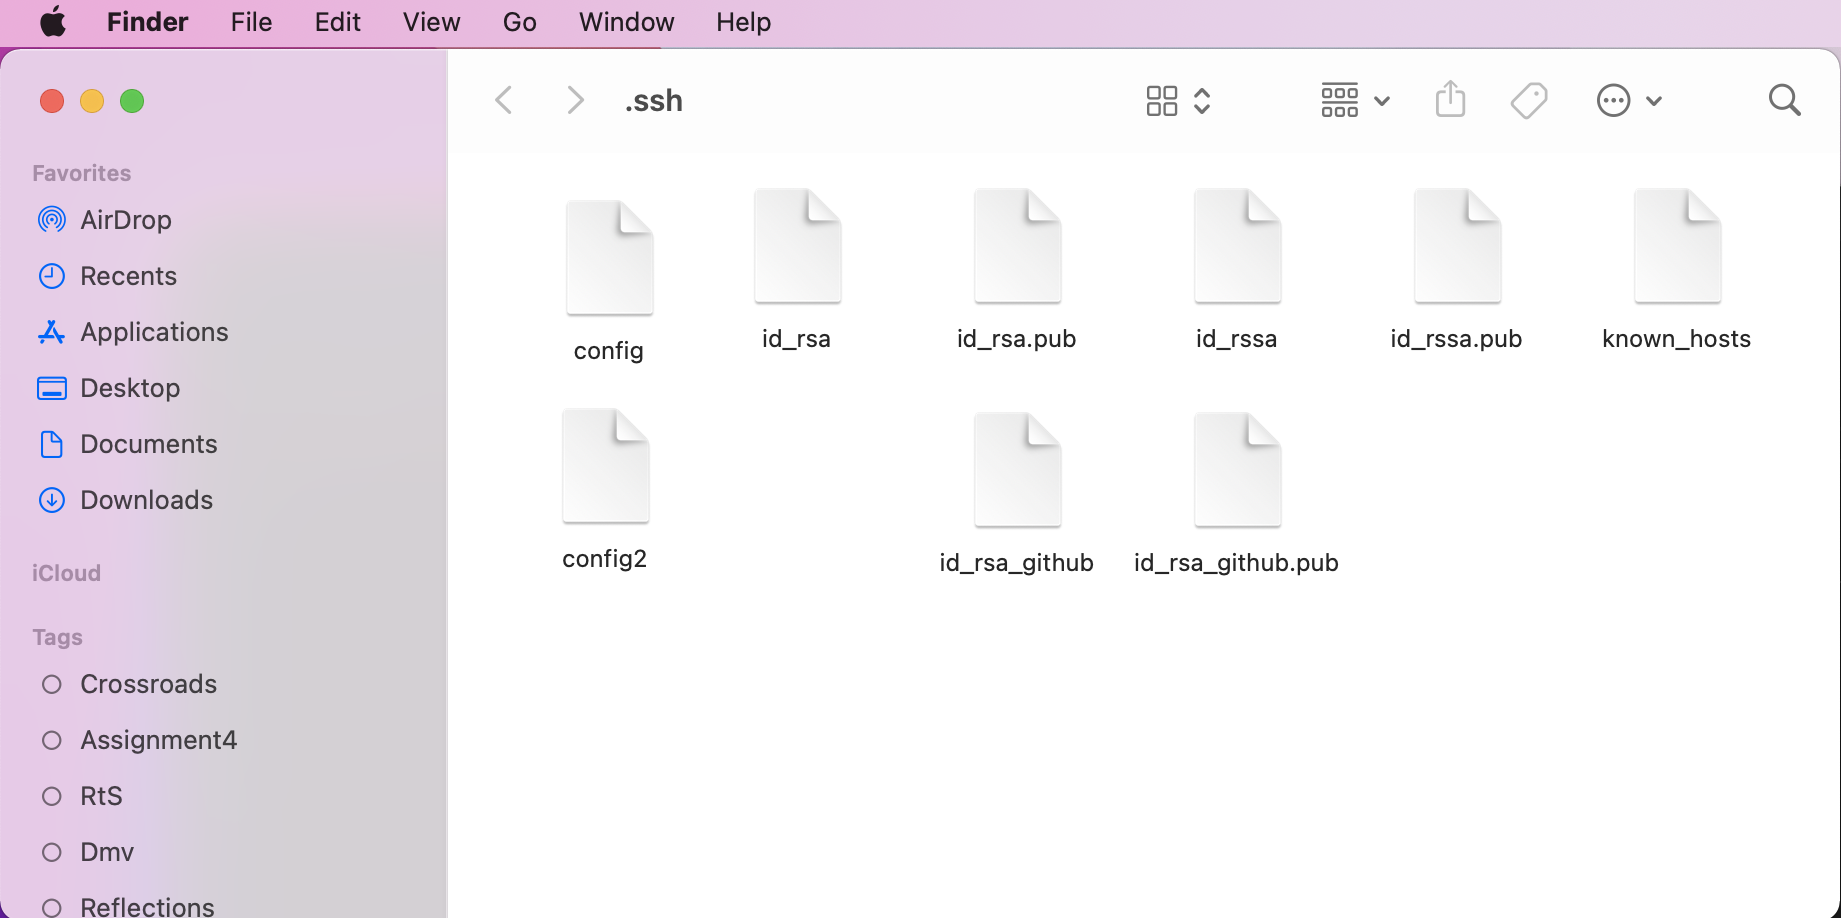 Finder File Edit View Go Window Help
.ssh
Favorites
AirDrop
Recents
Applications
Desktop
Documents
Downloads
iCloud
Tags
Crossroads
Assignment4
RtS
Dmv
Reflections
config
id_rsa
id_rsa.pub
id_rssa
id_rssa.pub
known_hosts
config2
id_rsa_github
id_rsa_github.pub